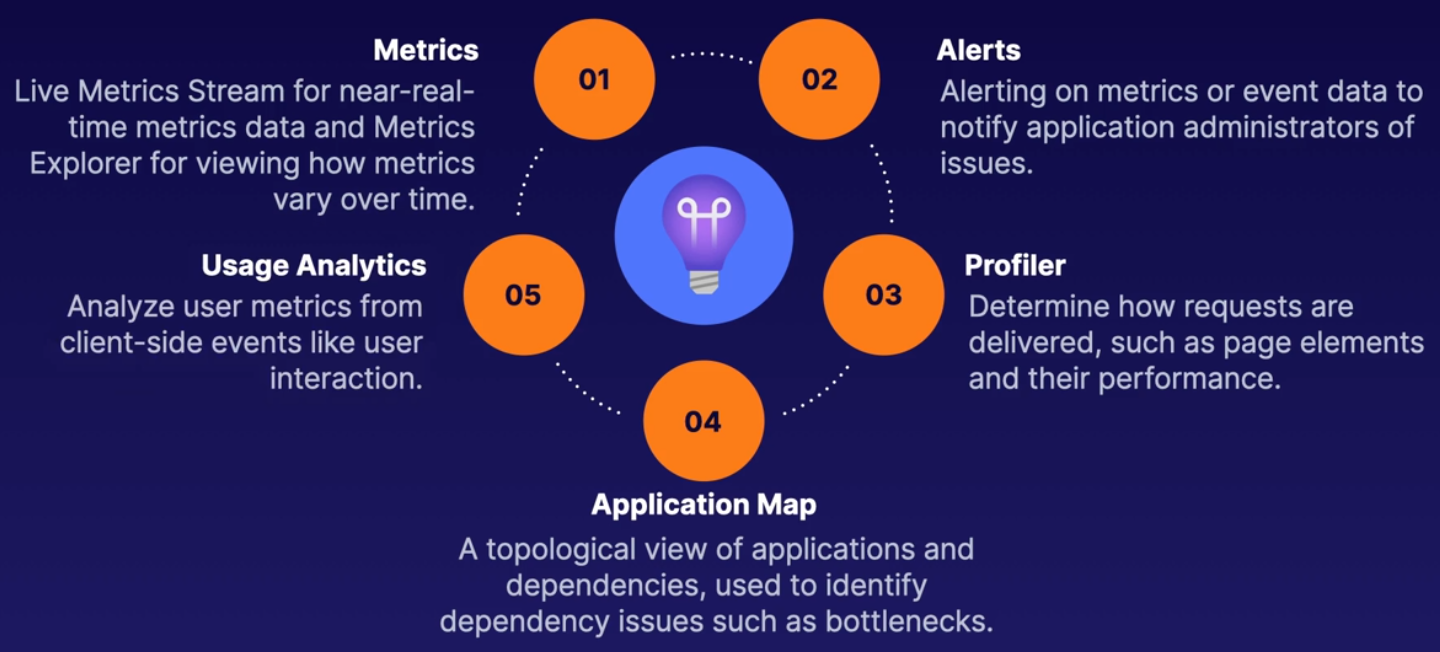 01
Metrics
Live Metrics Stream for near-real-
time metrics data and Metrics
Explorer for viewing how metrics
vary over time.
02
Alerts
Alerting on metrics or event data to
notify application administrators of
issues.
03
Profiler
Determine how requests are
delivered, such as page elements
and their performance.
04
Application Map
A topological view of applications and
dependencies, used to identify
dependency issues such as bottlenecks.
05
Usage Analytics
Analyze user metrics from
client-side events like user
interaction.